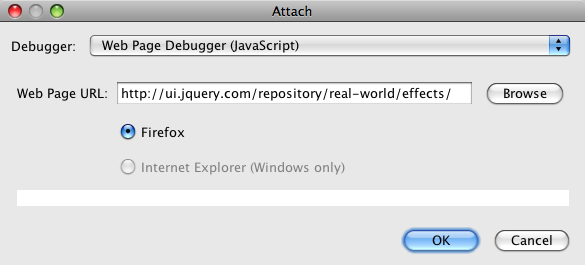 Attach
Debugger: Web Page Debugger (JavaScript)
Web Page URL: http://ui.jquery.com/repository/real-world/effects/ Browse
Firefox
Internet Explorer (Windows only)
OK Cancel